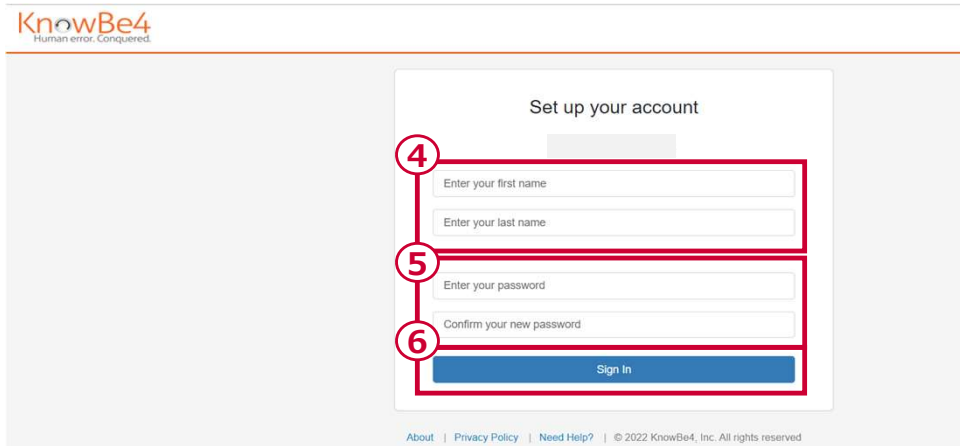 KnowBe4
Human error. Conquered.
Set up your account
④
Enter your first name
Enter your last name
⑤
Enter your password
Confirm your new password
⑥
Sign In
About | Privacy Policy | Need Help? | © 2022 KnowBe4, Inc. All rights reserved